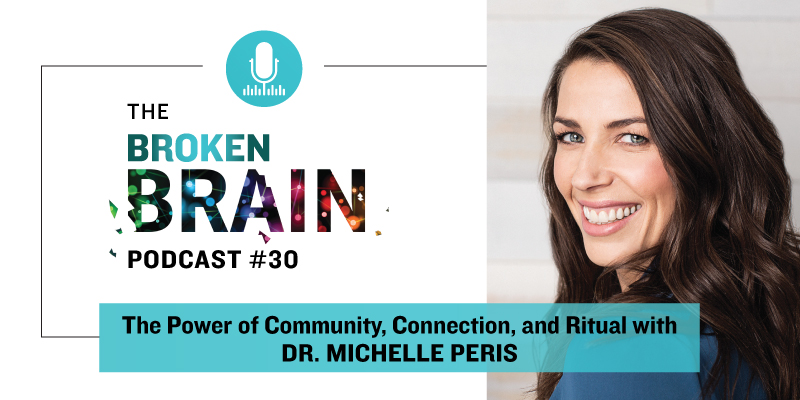 THE
BROKEN
BRAIN
PODCAST #30
The Power of Community, Connection, and Ritual with
DR. MICHELLE PERIS